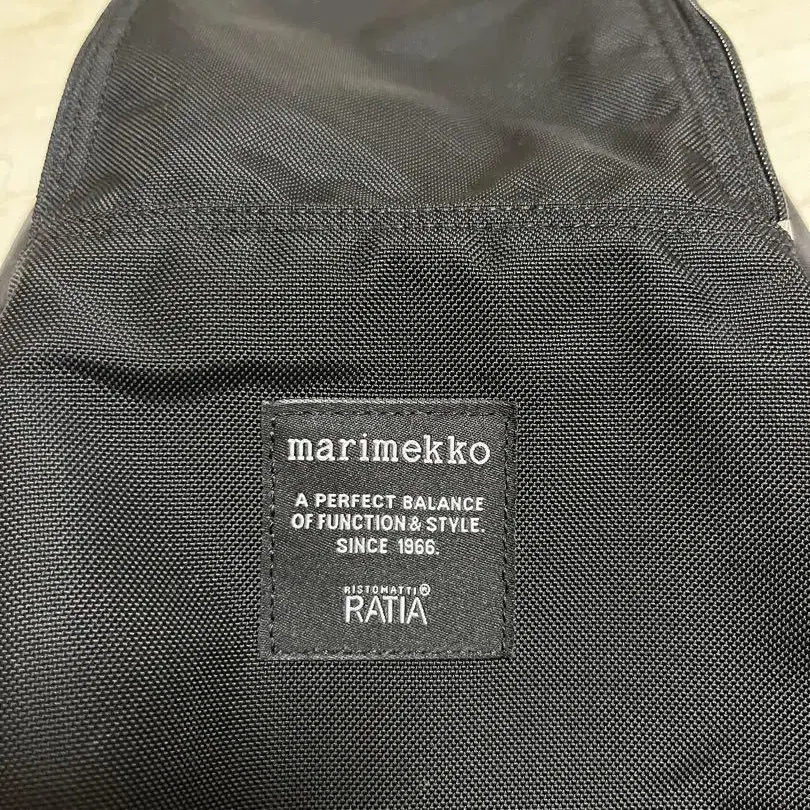 marimekko
A PERFECT BALANCE
OF FUNCTION & STYLE.
SINCE 1966.
RISTOMATTI®
RATIA